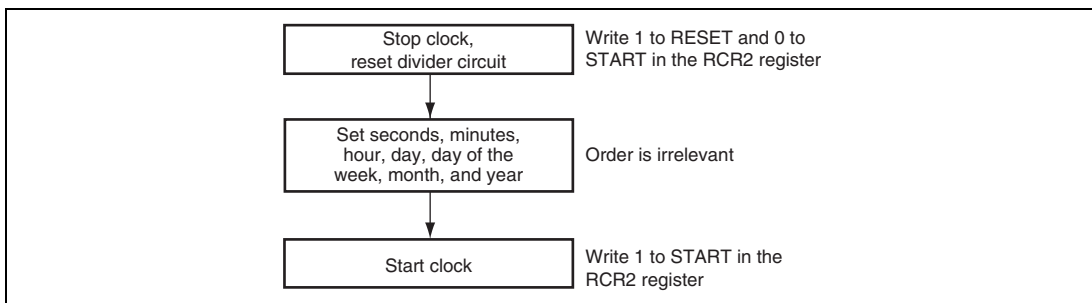 Stop clock,
reset divider circuit
Write 1 to RESET and 0 to
START in the RCR2 register
Set seconds, minutes,
hour, day, day of the
week, month, and year
Order is irrelevant
Start clock
Write 1 to START in the
RCR2 register